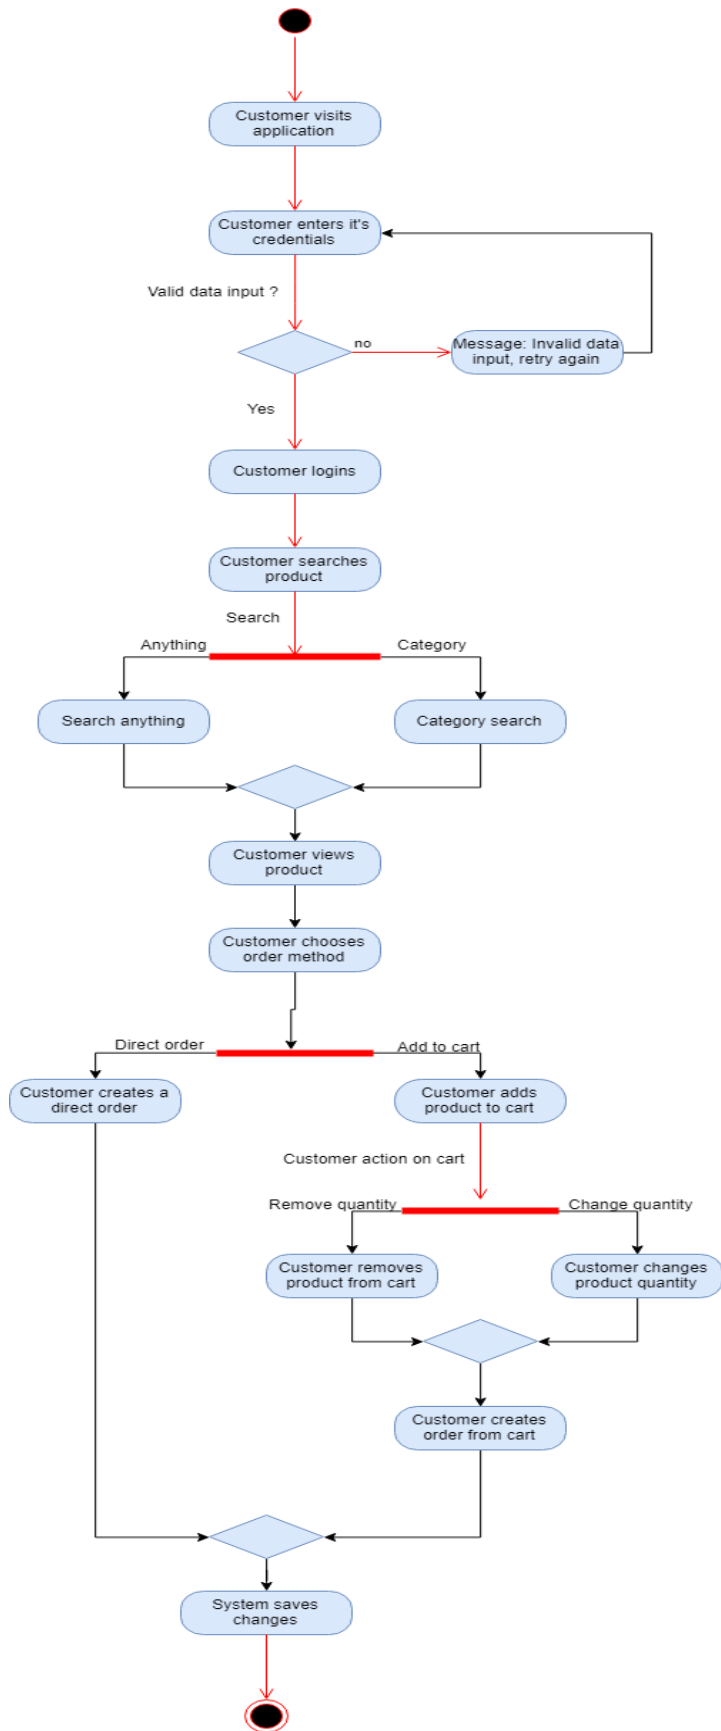 Customer visits
application
Customer enters it's
credentials
Valid data input ?
no
Message: Invalid data
input, retry again
Yes
Customer logins
Customer searches
product
Search
Anything
Category
Search anything
Category search
Customer views
product
Customer chooses
order method
Direct order
Add to cart
Customer creates a
direct order
Customer adds
product to cart
Customer action on cart
Remove quantity
Change quantity
Customer removes
product from cart
Customer changes
product quantity
Customer creates
order from cart
System saves
changes